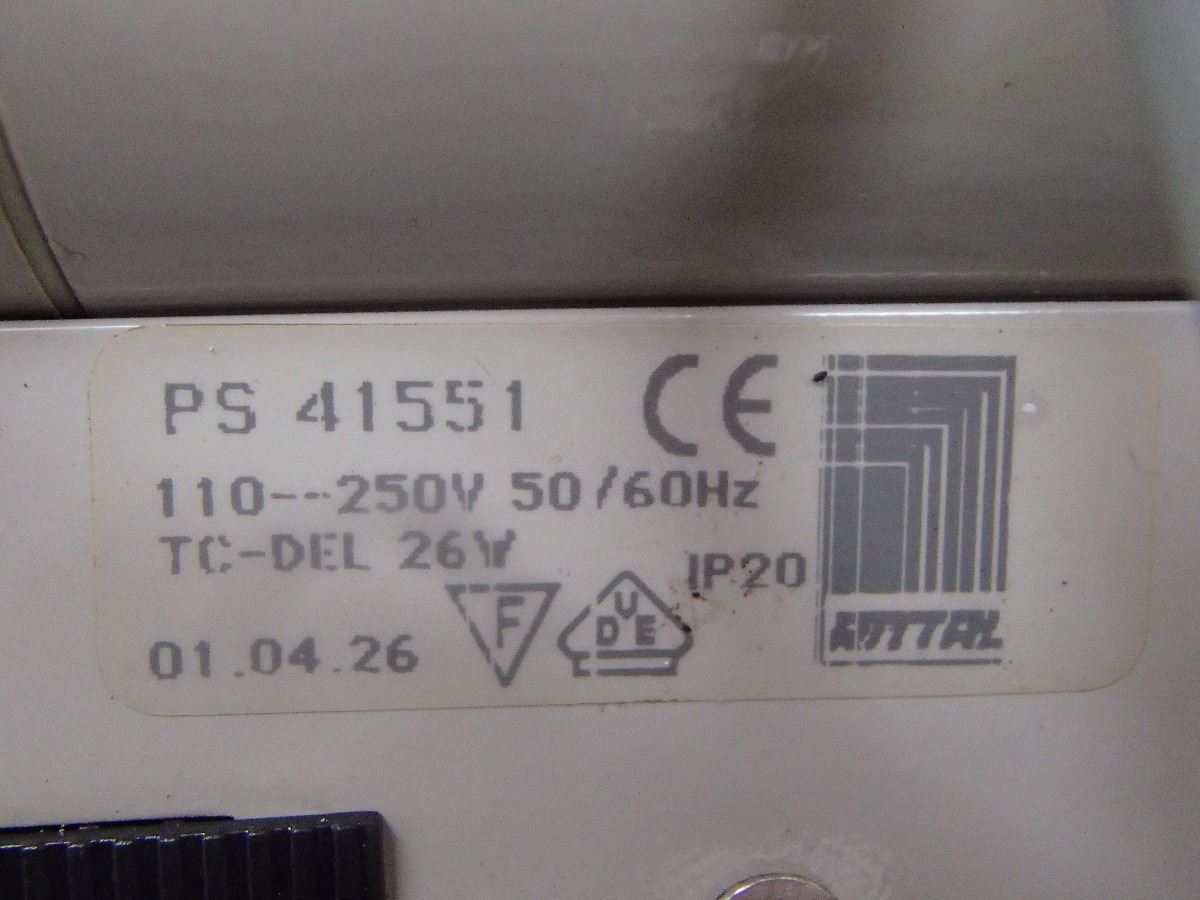 PS 41551 CE
110--250V 50/60Hz
TC-DEL 26W
IP20
F
VDE
01.04.26
RITTAL